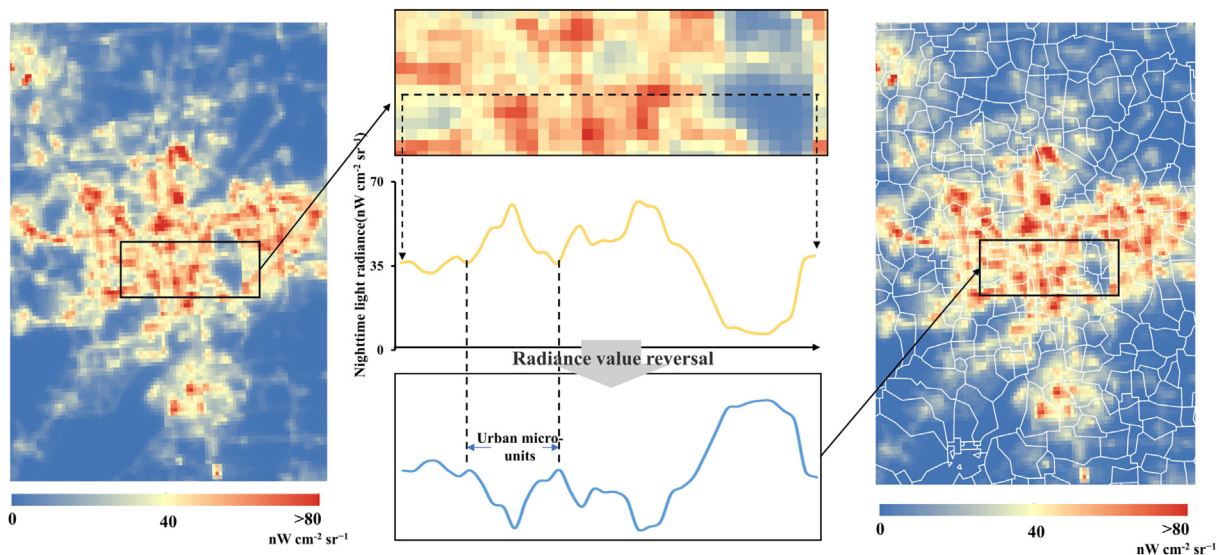 Nighttime light radiance(nW cm⁻² sr⁻¹)
70
35
0
Radiance value reversal
Urban micro-
units
0
40
>80
nW cm⁻² sr⁻¹
0
40
>80
nW cm⁻² sr⁻¹